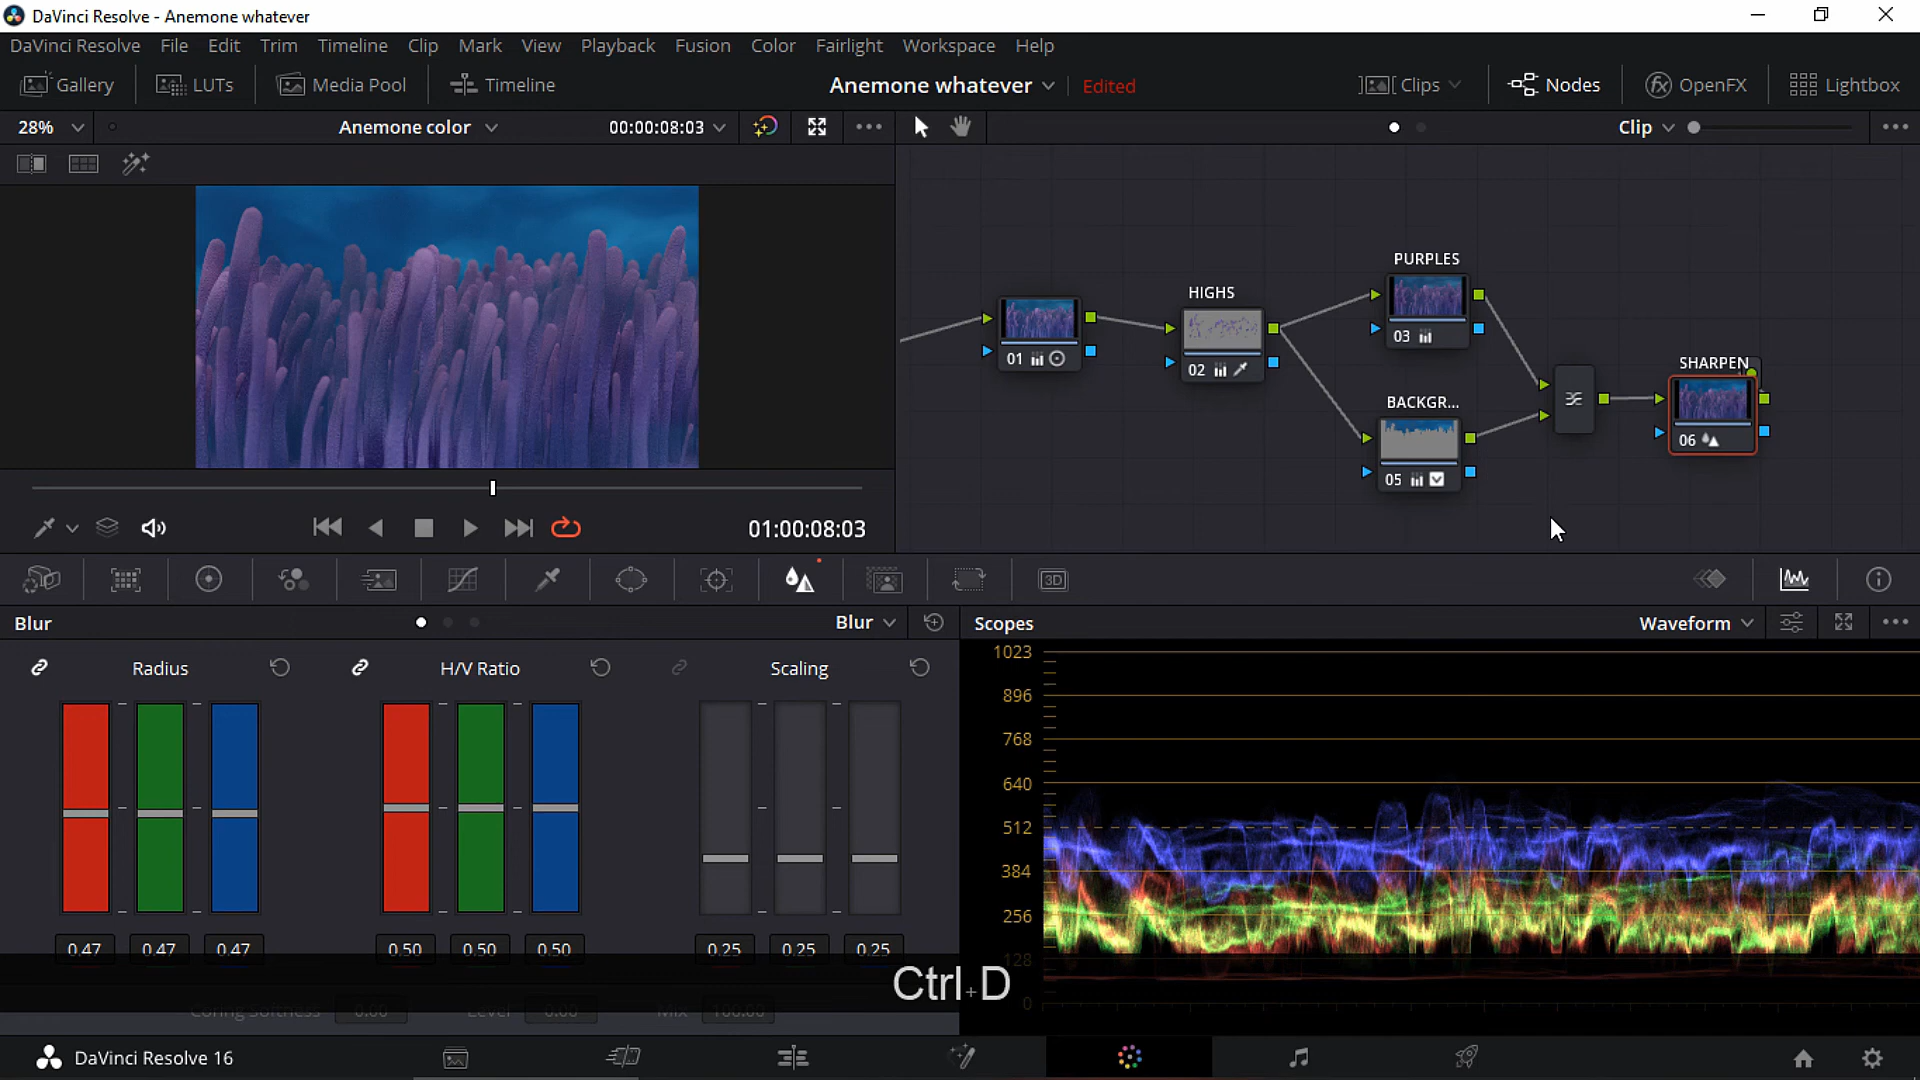 DaVinci Resolve - Anemone whatever
DaVinci Resolve File Edit Trim Timeline Clip Mark View Playback Fusion Color Fairlight Workspace Help
Gallery LUTs Media Pool Timeline Anemone whatever Edited Clips Nodes OpenFX Lightbox
28% Anemone color 00:00:08:03 Clip
PURPLES
HIGHS
03
01
02
SHARPEN
BACKGR...
06
05
01:00:08:03
3D
Blur Blur Scopes Waveform
Radius H/V Ratio Scaling
1023
896
768
640
512
384
256
128
0
0.47 0.47 0.47 0.50 0.50 0.50 0.25 0.25 0.25
Ctrl+D
Coring Softness 0.00 Level 0.00 Mix 100.00
DaVinci Resolve 16